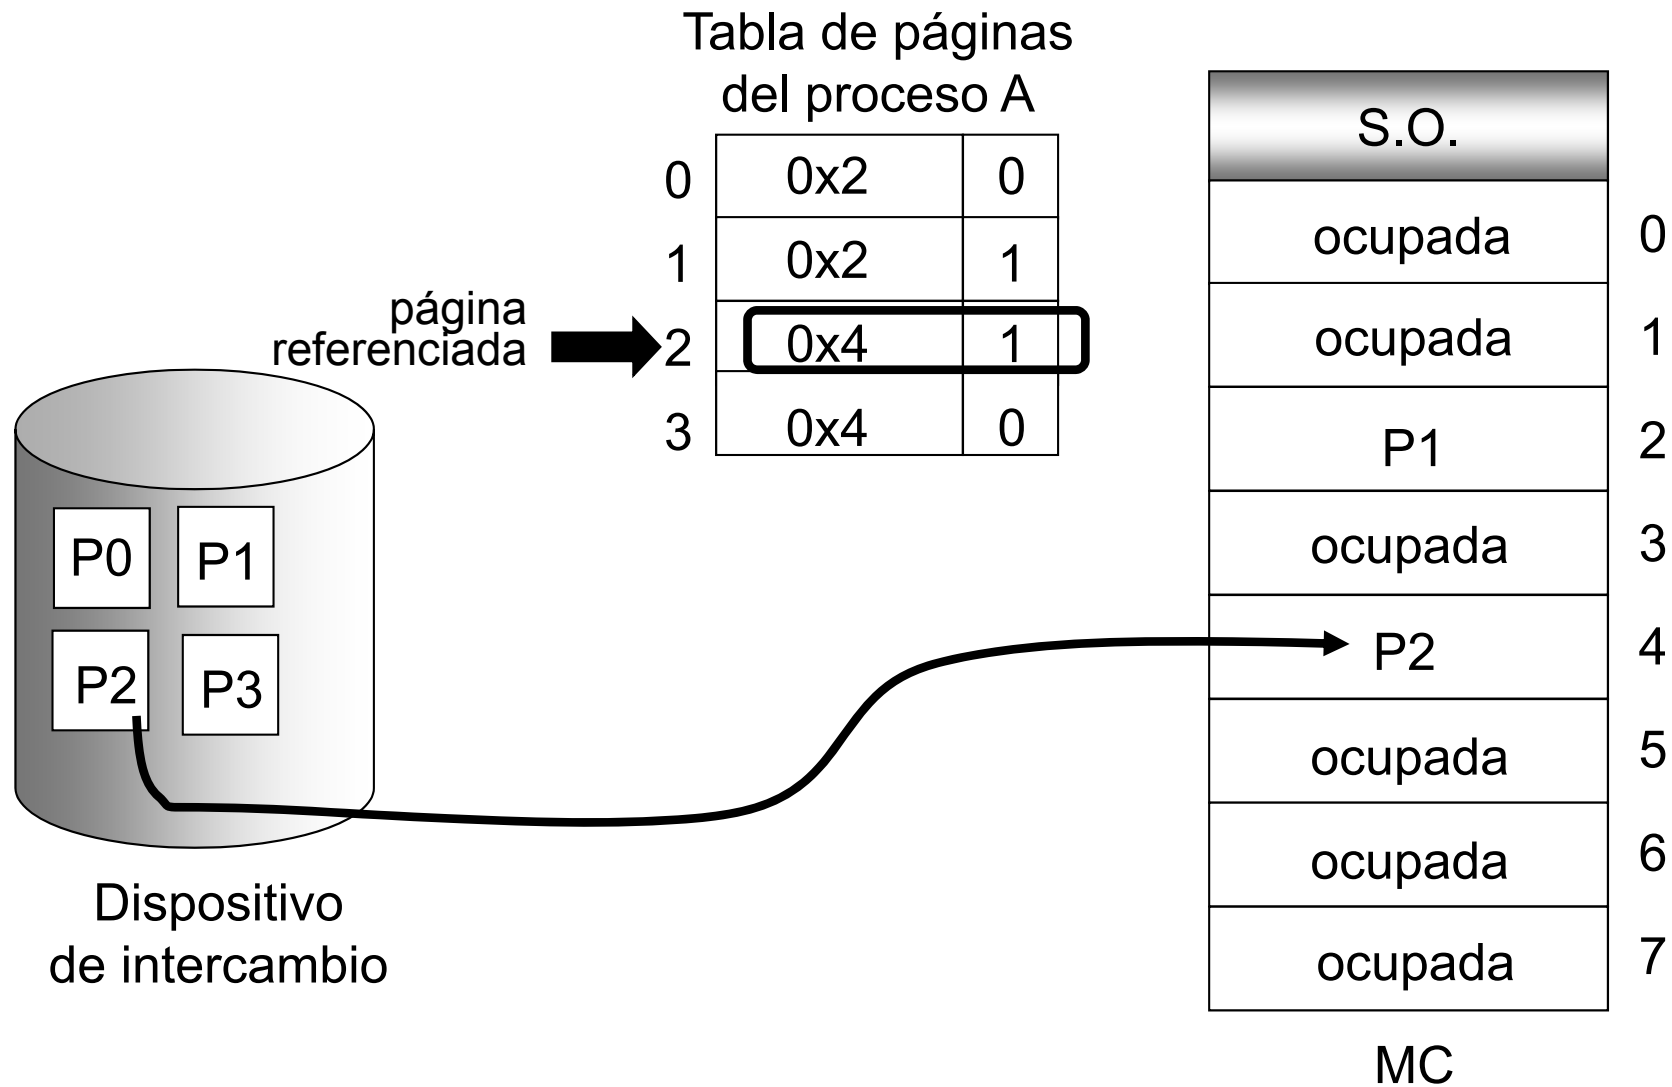 Tabla de páginas
del proceso A
0 0x2 0
1 0x2 1
2 0x4 1
3 0x4 0
página
referenciada
P0 P1
P2 P3
Dispositivo
de intercambio
S.O.
ocupada 0
ocupada 1
P1 2
ocupada 3
P2 4
ocupada 5
ocupada 6
ocupada 7
MC